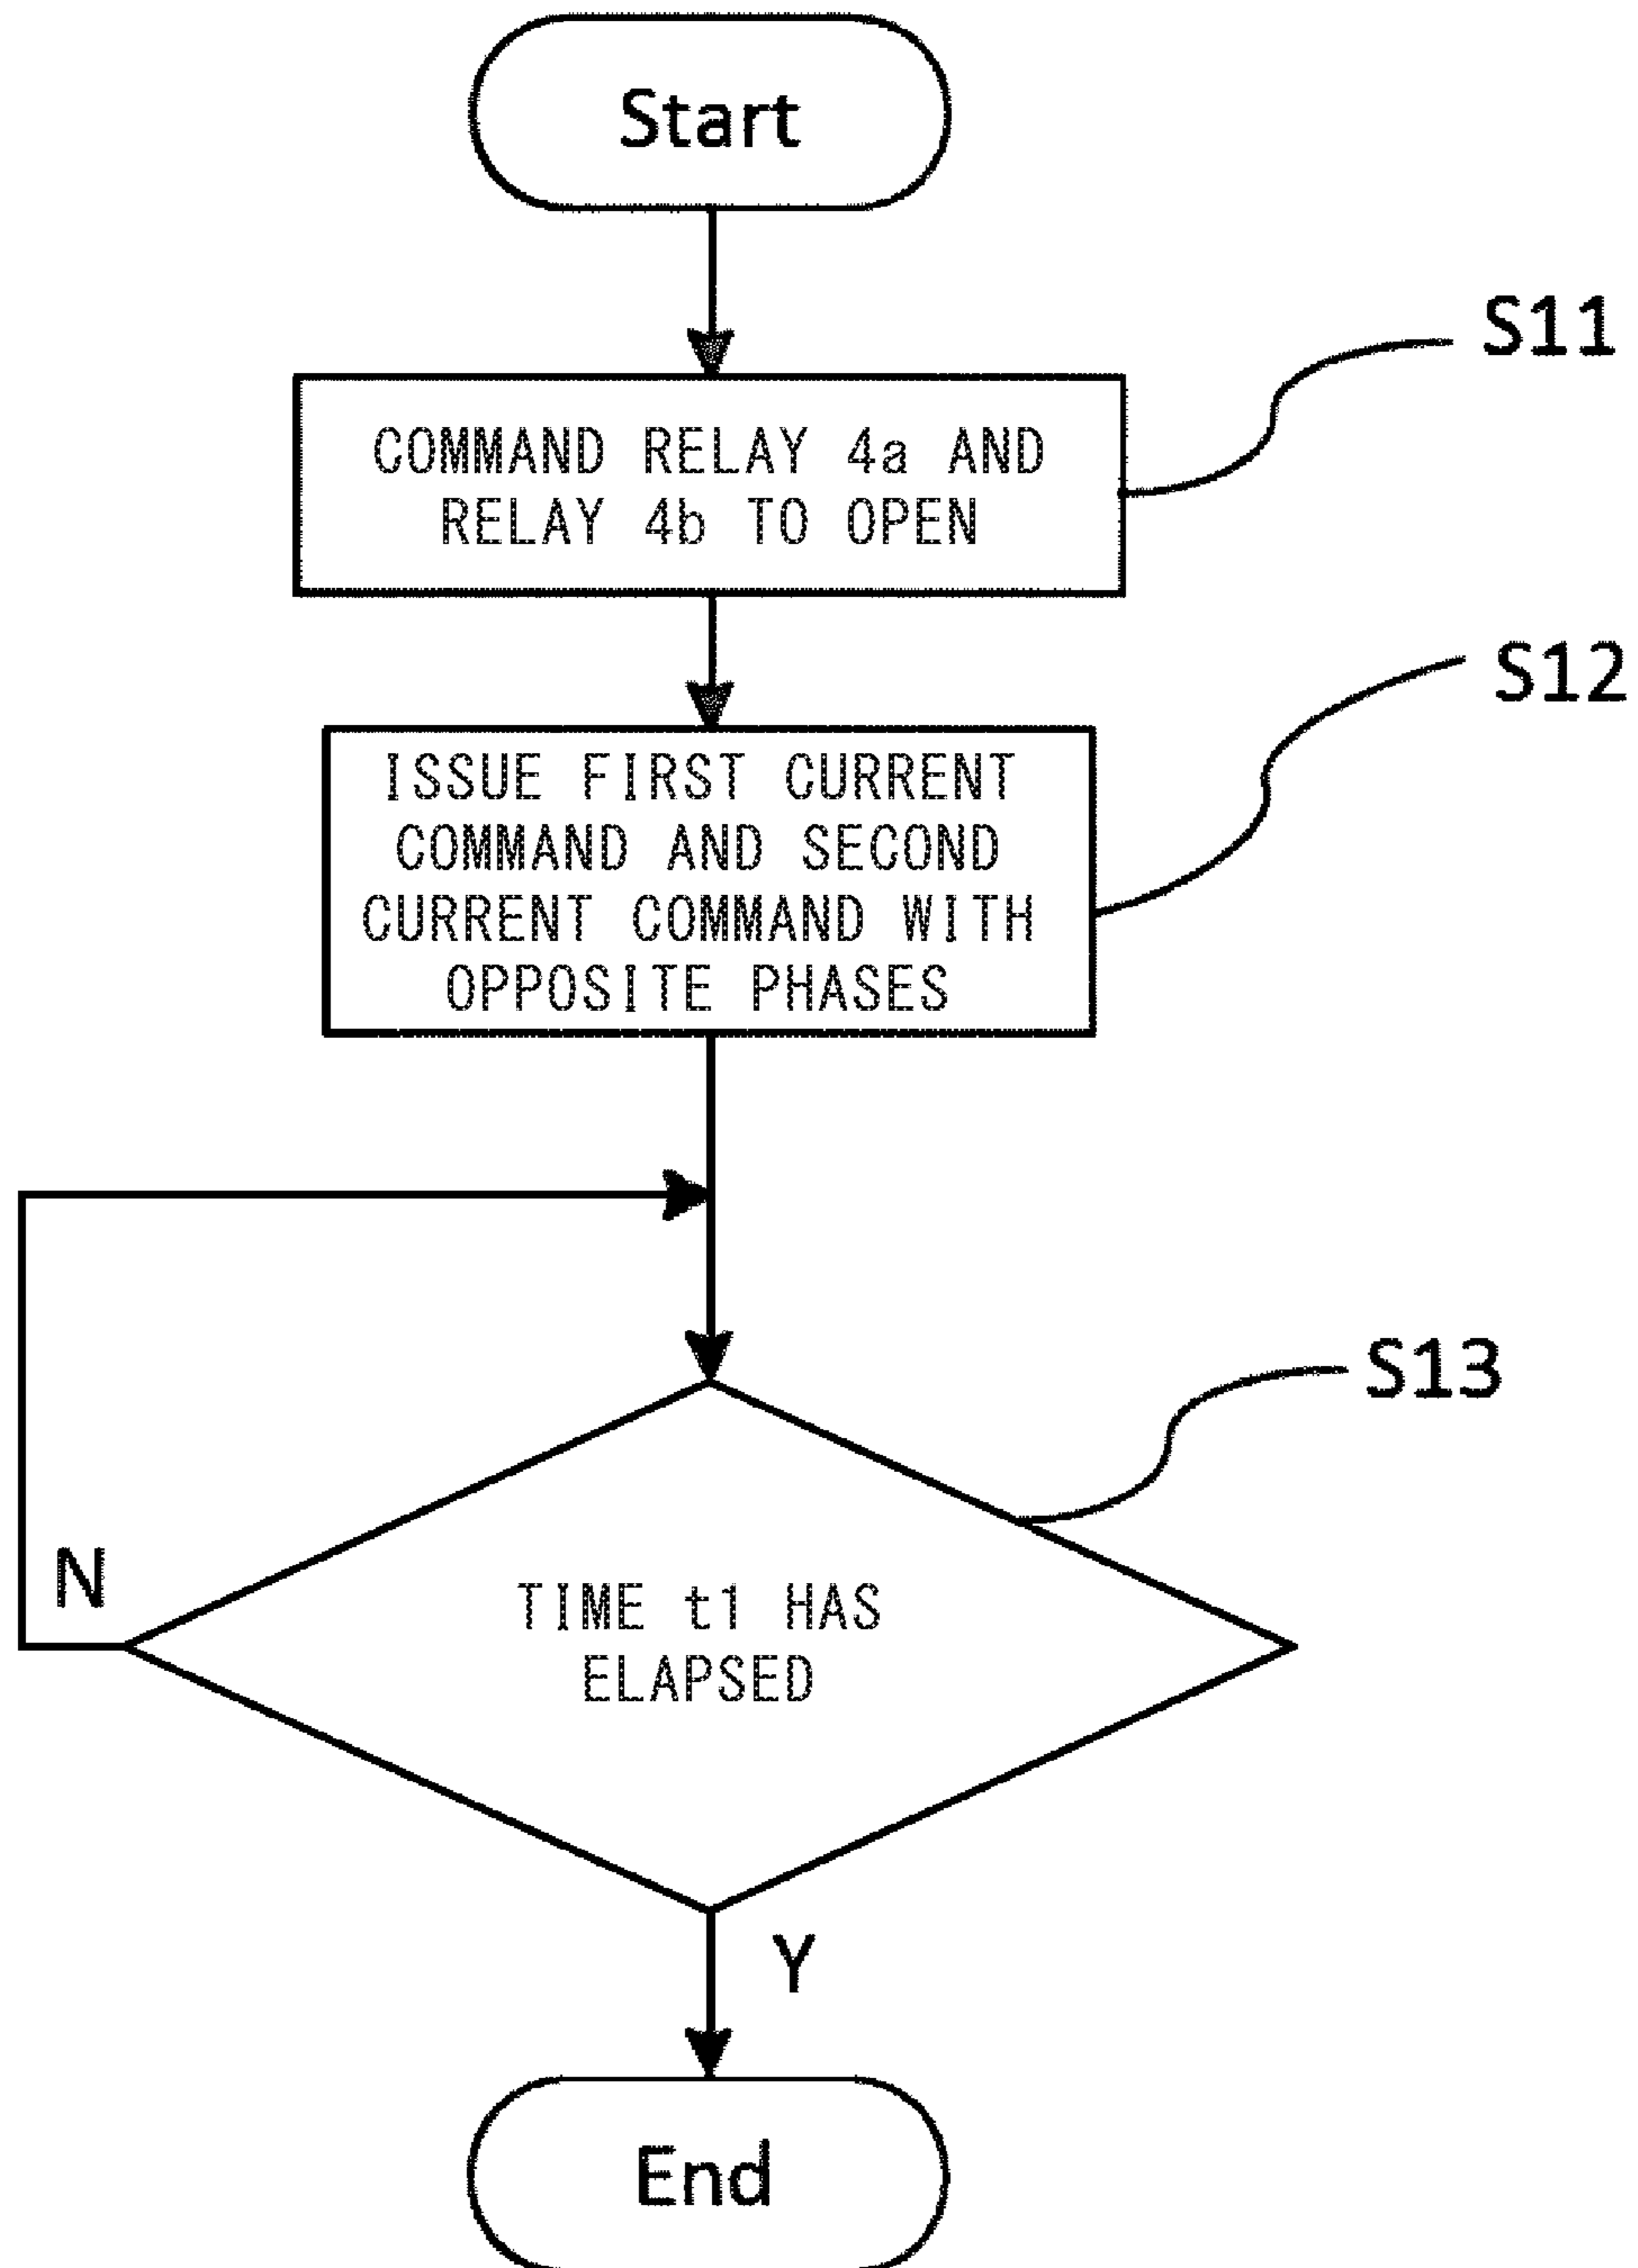 Start
S11
COMMAND RELAY 4a AND
RELAY 4b TO OPEN
S12
ISSUE FIRST CURRENT
COMMAND AND SECOND
CURRENT COMMAND WITH
OPPOSITE PHASES
S13
N
TIME t1 HAS
ELAPSED
Y
End